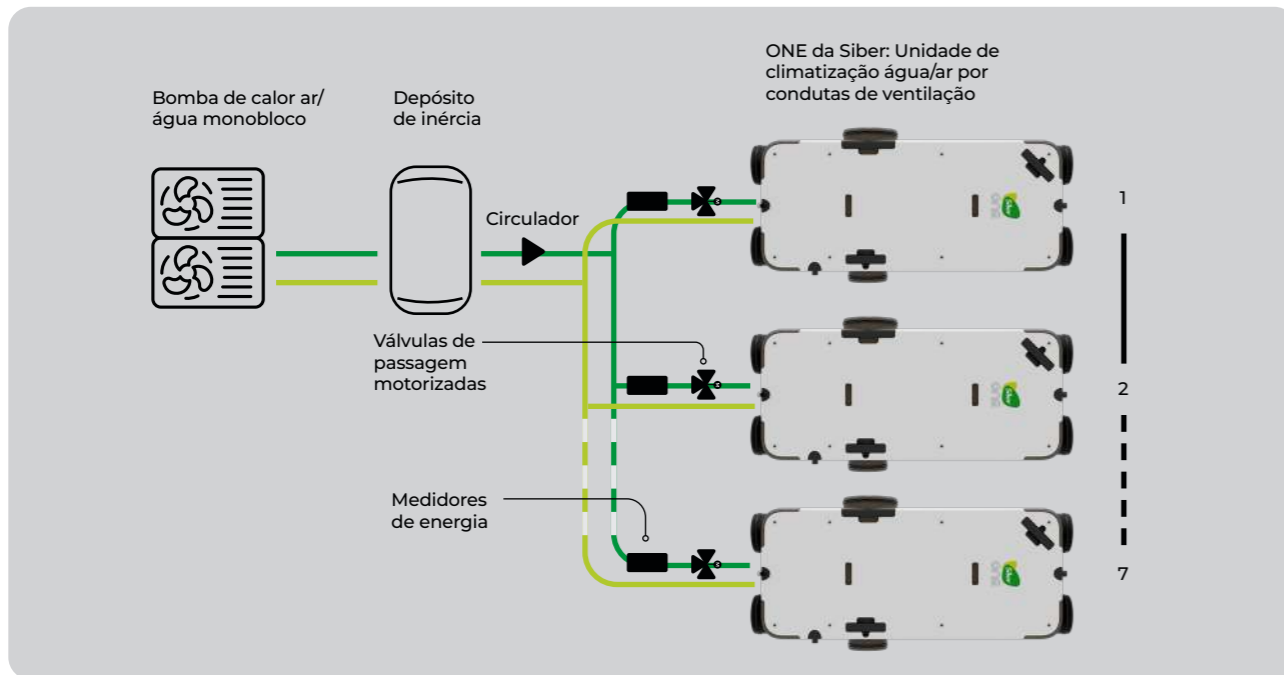 ONE da Siber: Unidade de
climatização água/ar por
condutas de ventilação
Bomba de calor ar/
água monobloco
Depósito
de inércia
Circulador
1
Válvulas de
passagem
motorizadas
2
Medidores
de energia
7